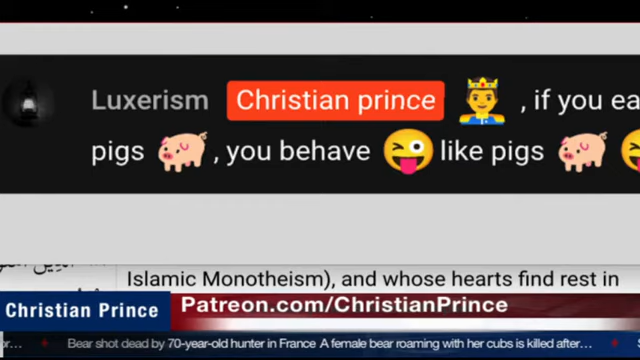 Luxerism Christian prince 🤴, if you ea
pigs 🐖, you behave 😜 like pigs 🐖 😜
Islamic Monotheism), and whose hearts find rest in
Christian Prince
Patreon.com/ChristianPrince
Bear shot dead by 70-year-old hunter in France A female bear roaming with her cubs is killed after...